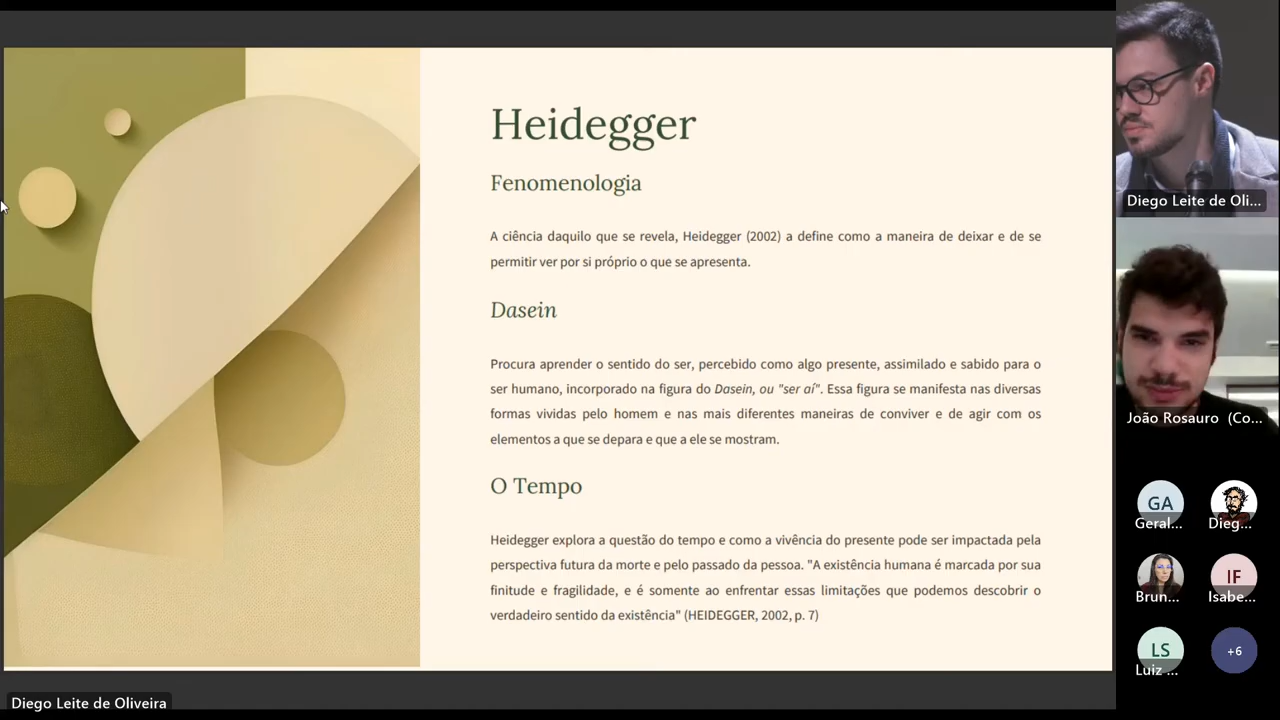 Heidegger
Fenomenologia
A ciência daquilo que se revela, Heidegger (2002) a define como a maneira de deixar e de se
permitir ver por si próprio o que se apresenta.
Dasein
Procura aprender o sentido do ser, percebido como algo presente, assimilado e sabido para o
ser humano, incorporado na figura do Dasein, ou "ser aí". Essa figura se manifesta nas diversas
formas vividas pelo homem e nas mais diferentes maneiras de conviver e de agir com os
elementos a que se depara e que a ele se mostram.
O Tempo
Heidegger explora a questão do tempo e como a vivência do presente pode ser impactada pela
perspectiva futura da morte e pelo passado da pessoa. "A existência humana é marcada por sua
finitude e fragilidade, e é somente ao enfrentar essas limitações que podemos descobrir o
verdadeiro sentido da existência" (HEIDEGGER, 2002, p. 7)
Diego Leite de Oli...
João Rosauro (Co...
GA
Geral...
Dieg...
Brun...
IF
Isabe...
LS
Luiz ...
+6
Diego Leite de Oliveira